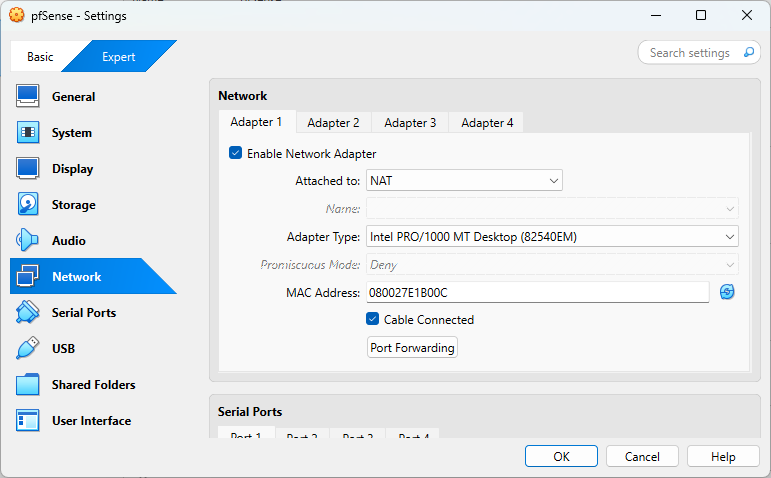 pfSense - Settings
Basic
Expert
Search settings
General
System
Display
Storage
Audio
Network
Serial Ports
USB
Shared Folders
User Interface
Network
Adapter 1 Adapter 2 Adapter 3 Adapter 4
Enable Network Adapter
Attached to: NAT
Name:
Adapter Type: Intel PRO/1000 MT Desktop (82540EM)
Promiscuous Mode: Deny
MAC Address: 080027E1B00C
Cable Connected
Port Forwarding
Serial Ports
Port 1 Port 2 Port 3 Port 4
OK Cancel Help